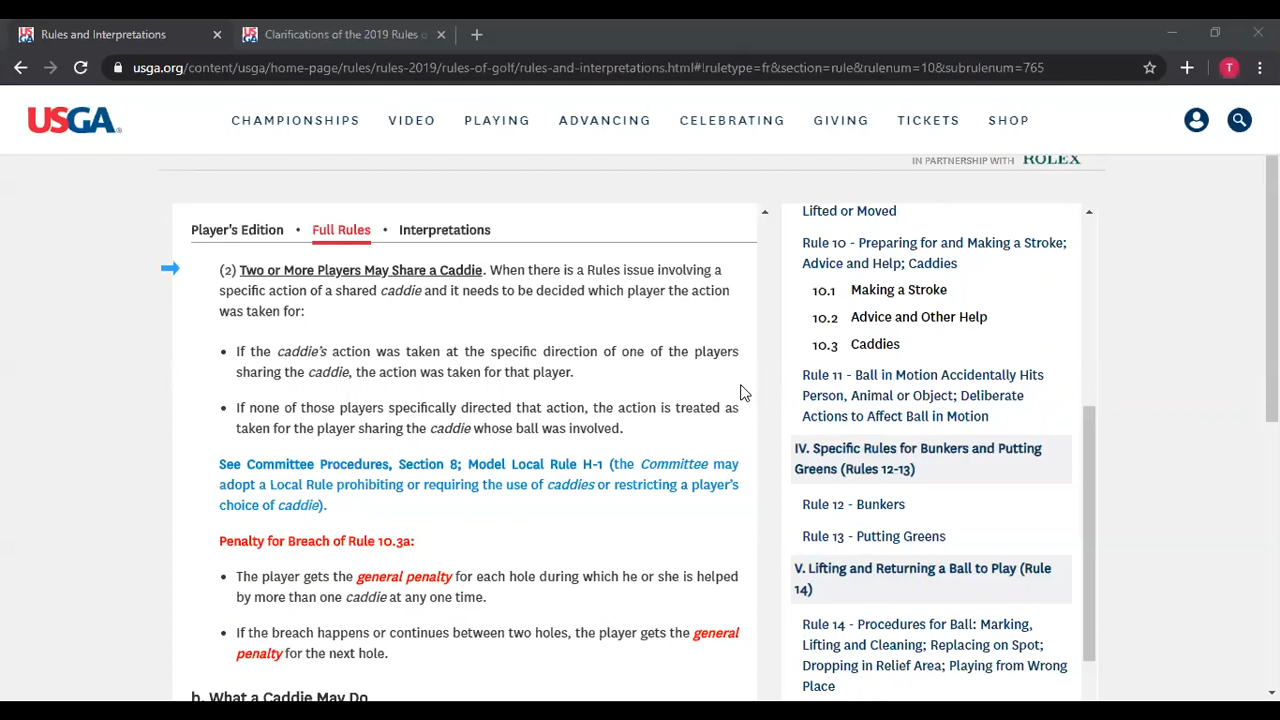 Rules and Interpretations
Clarifications of the 2019 Rules o
usga.org/content/usga/home-page/rules/rules-2019/rules-of-golf/rules-and-interpretations.html#!ruletype=fr&section=rule&rulenum=10&subrulenum=765
T
USGA
CHAMPIONSHIPS VIDEO PLAYING ADVANCING CELEBRATING GIVING TICKETS SHOP
IN PARTNERSHIP WITH ROLEX
Player's Edition • Full Rules • Interpretations
(2) Two or More Players May Share a Caddie. When there is a Rules issue involving a
specific action of a shared caddie and it needs to be decided which player the action
was taken for:
• If the caddie's action was taken at the specific direction of one of the players
sharing the caddie, the action was taken for that player.
• If none of those players specifically directed that action, the action is treated as
taken for the player sharing the caddie whose ball was involved.
See Committee Procedures, Section 8; Model Local Rule H-1 (the Committee may
adopt a Local Rule prohibiting or requiring the use of caddies or restricting a player's
choice of caddie).
Penalty for Breach of Rule 10.3a:
• The player gets the general penalty for each hole during which he or she is helped
by more than one caddie at any one time.
• If the breach happens or continues between two holes, the player gets the general
penalty for the next hole.
b. What a Caddie May Do
Lifted or Moved
Rule 10 - Preparing for and Making a Stroke;
Advice and Help; Caddies
10.1 Making a Stroke
10.2 Advice and Other Help
10.3 Caddies
Rule 11 - Ball in Motion Accidentally Hits
Person, Animal or Object; Deliberate
Actions to Affect Ball in Motion
IV. Specific Rules for Bunkers and Putting
Greens (Rules 12-13)
Rule 12 - Bunkers
Rule 13 - Putting Greens
V. Lifting and Returning a Ball to Play (Rule
14)
Rule 14 - Procedures for Ball: Marking,
Lifting and Cleaning; Replacing on Spot;
Dropping in Relief Area; Playing from Wrong
Place